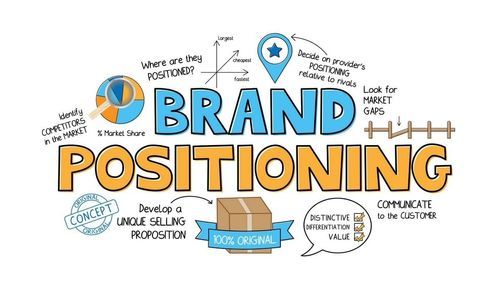 largest
cheapest
fastest
Where are they
POSITIONED?
Decide on provider's
POSITIONING
relative to rivals
Identify
COMPETITORS
in the MARKET
% Market Share
Look for
MARKET
GAPS
BRAND
POSITIONING
ORIGINAL
CONCEPT
ORIGINAL
Develop a
UNIQUE SELLING
PROPOSITION
100% ORIGINAL
DISTINCTIVE
DIFFERENTIATION
VALUE
COMMUNICATE
to the CUSTOMER